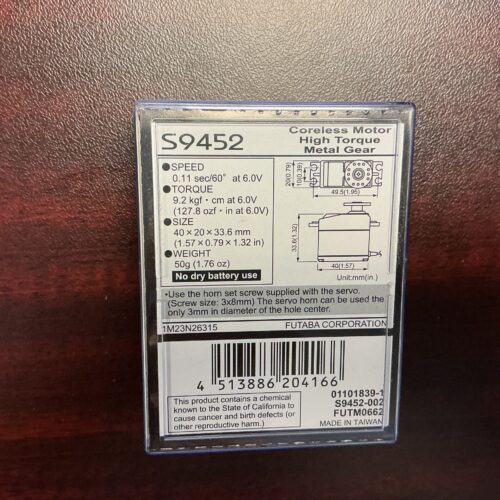 S9452
Coreless Motor
High Torque
Metal Gear
●SPEED
0.11 sec/60° at 6.0V
●TORQUE
9.2 kgf・cm at 6.0V
(127.8 ozf・in at 6.0V)
●SIZE
40×20×33.6 mm
(1.57×0.79×1.32 in)
●WEIGHT
50g (1.76 oz)
No dry battery use
20(0.79)
10(0.39)
49.5(1.95)
33.6(1.32)
40(1.57)
Unit:mm(in.)
•Use the horn set screw supplied with the servo.
(Screw size: 3x8mm) The servo horn can be used the
only 3mm in diameter of the hole center.
1M23N26315 FUTABA CORPORATION
4 513886 204166
This product contains a chemical
known to the State of California to
cause cancer and birth defects (or
other reproductive harm.)
01101839-1
S9452-002
FUTM0662
MADE IN TAIWAN